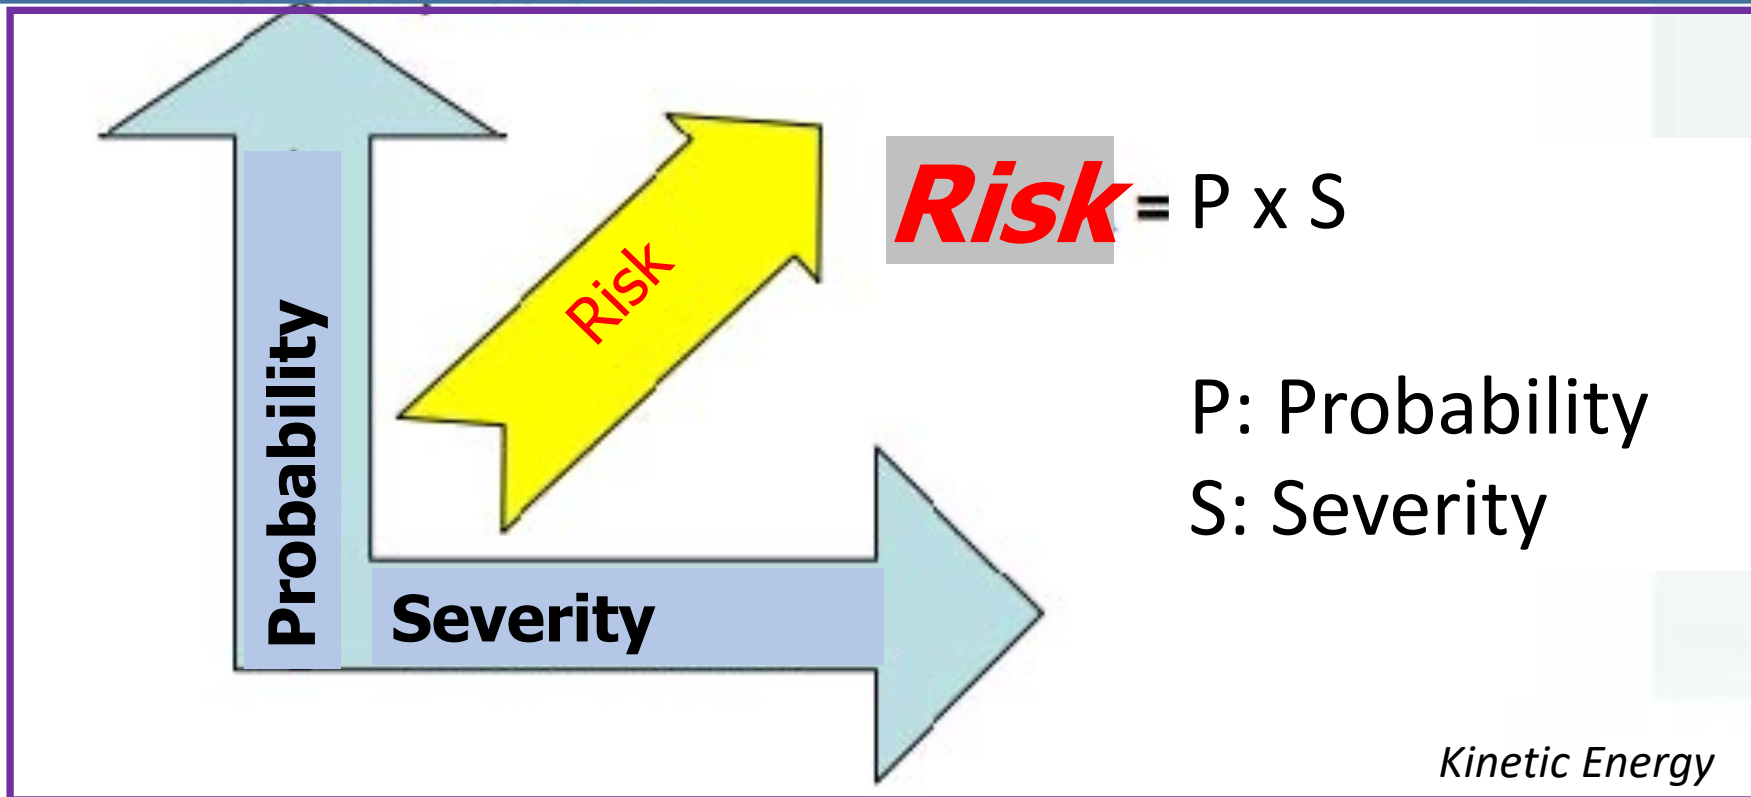 Probability
Risk
Severity
Risk = P x S
P: Probability
S: Severity
Kinetic Energy